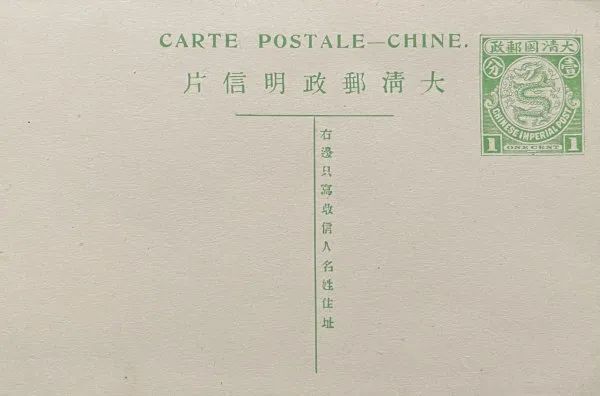 CARTE POSTALE—CHINE.
大清郵政明信片
右邊只寫收信人名姓住址
大清國郵政
壹分
CHINESE IMPERIAL POST
1 ONE CENT 1